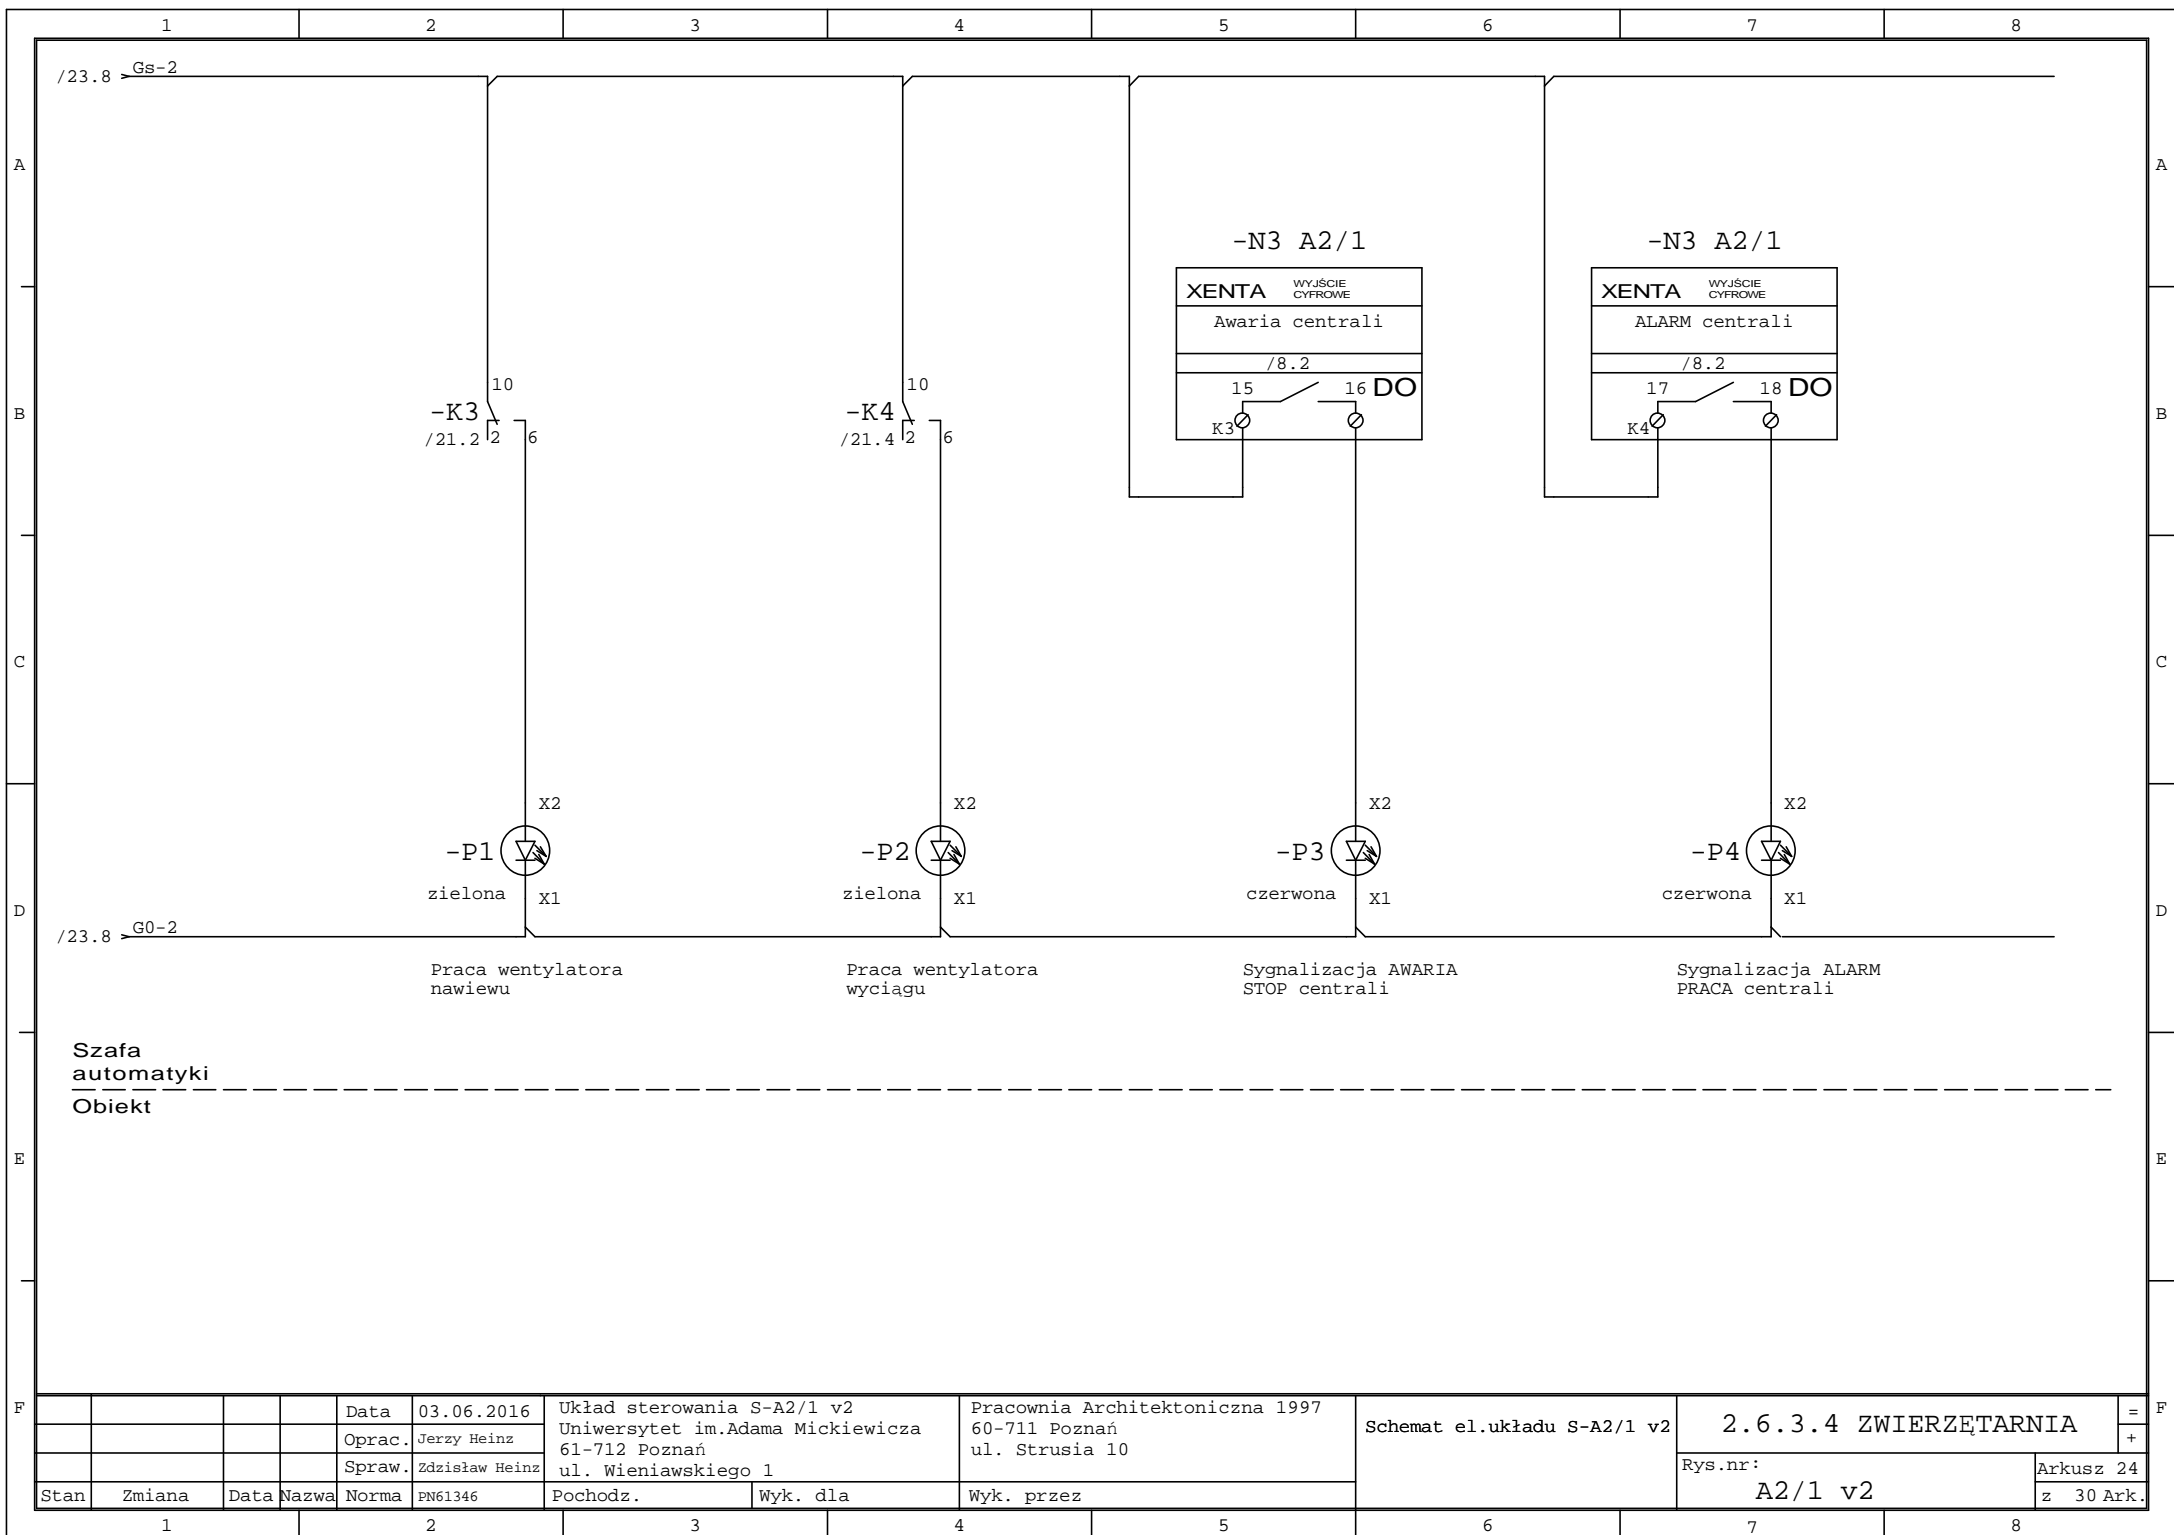 1 2 3 4 5 6 7 8
/23.8 Gs-2
A A
-N3 A2/1 -N3 A2/1
XENTA WYJŚCIE CYFROWE
Awaria centrali
/8.2
15 16 DO
K3
XENTA WYJŚCIE CYFROWE
ALARM centrali
/8.2
17 18 DO
K4
B B
10
-K3
/21.2 2 6
10
-K4
/21.4 2 6
C C
X2 X2 X2 X2
-P1 -P2 -P3 -P4
zielona X1 zielona X1 czerwona X1 czerwona X1
D D
/23.8 G0-2
Praca wentylatora
nawiewu
Praca wentylatora
wyciągu
Sygnalizacja AWARIA
STOP centrali
Sygnalizacja ALARM
PRACA centrali
Szafa
automatyki
Obiekt
E E
F F
Data 03.06.2016
Oprac. Jerzy Heinz
Spraw. Zdzisław Heinz
Stan Zmiana Data Nazwa Norma PN61346
Układ sterowania S-A2/1 v2
Uniwersytet im.Adama Mickiewicza
61-712 Poznań
ul. Wieniawskiego 1
Pochodz. Wyk. dla
Pracownia Architektoniczna 1997
60-711 Poznań
ul. Strusia 10
Wyk. przez
Schemat el.układu S-A2/1 v2
2.6.3.4 ZWIERZĘTARNIA
=
+
Rys.nr:
A2/1 v2
Arkusz 24
z 30 Ark.
1 2 3 4 5 6 7 8